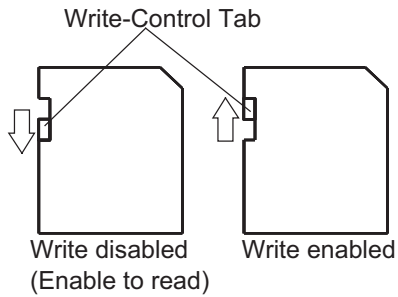 Write-Control Tab
Write disabled
(Enable to read)
Write enabled